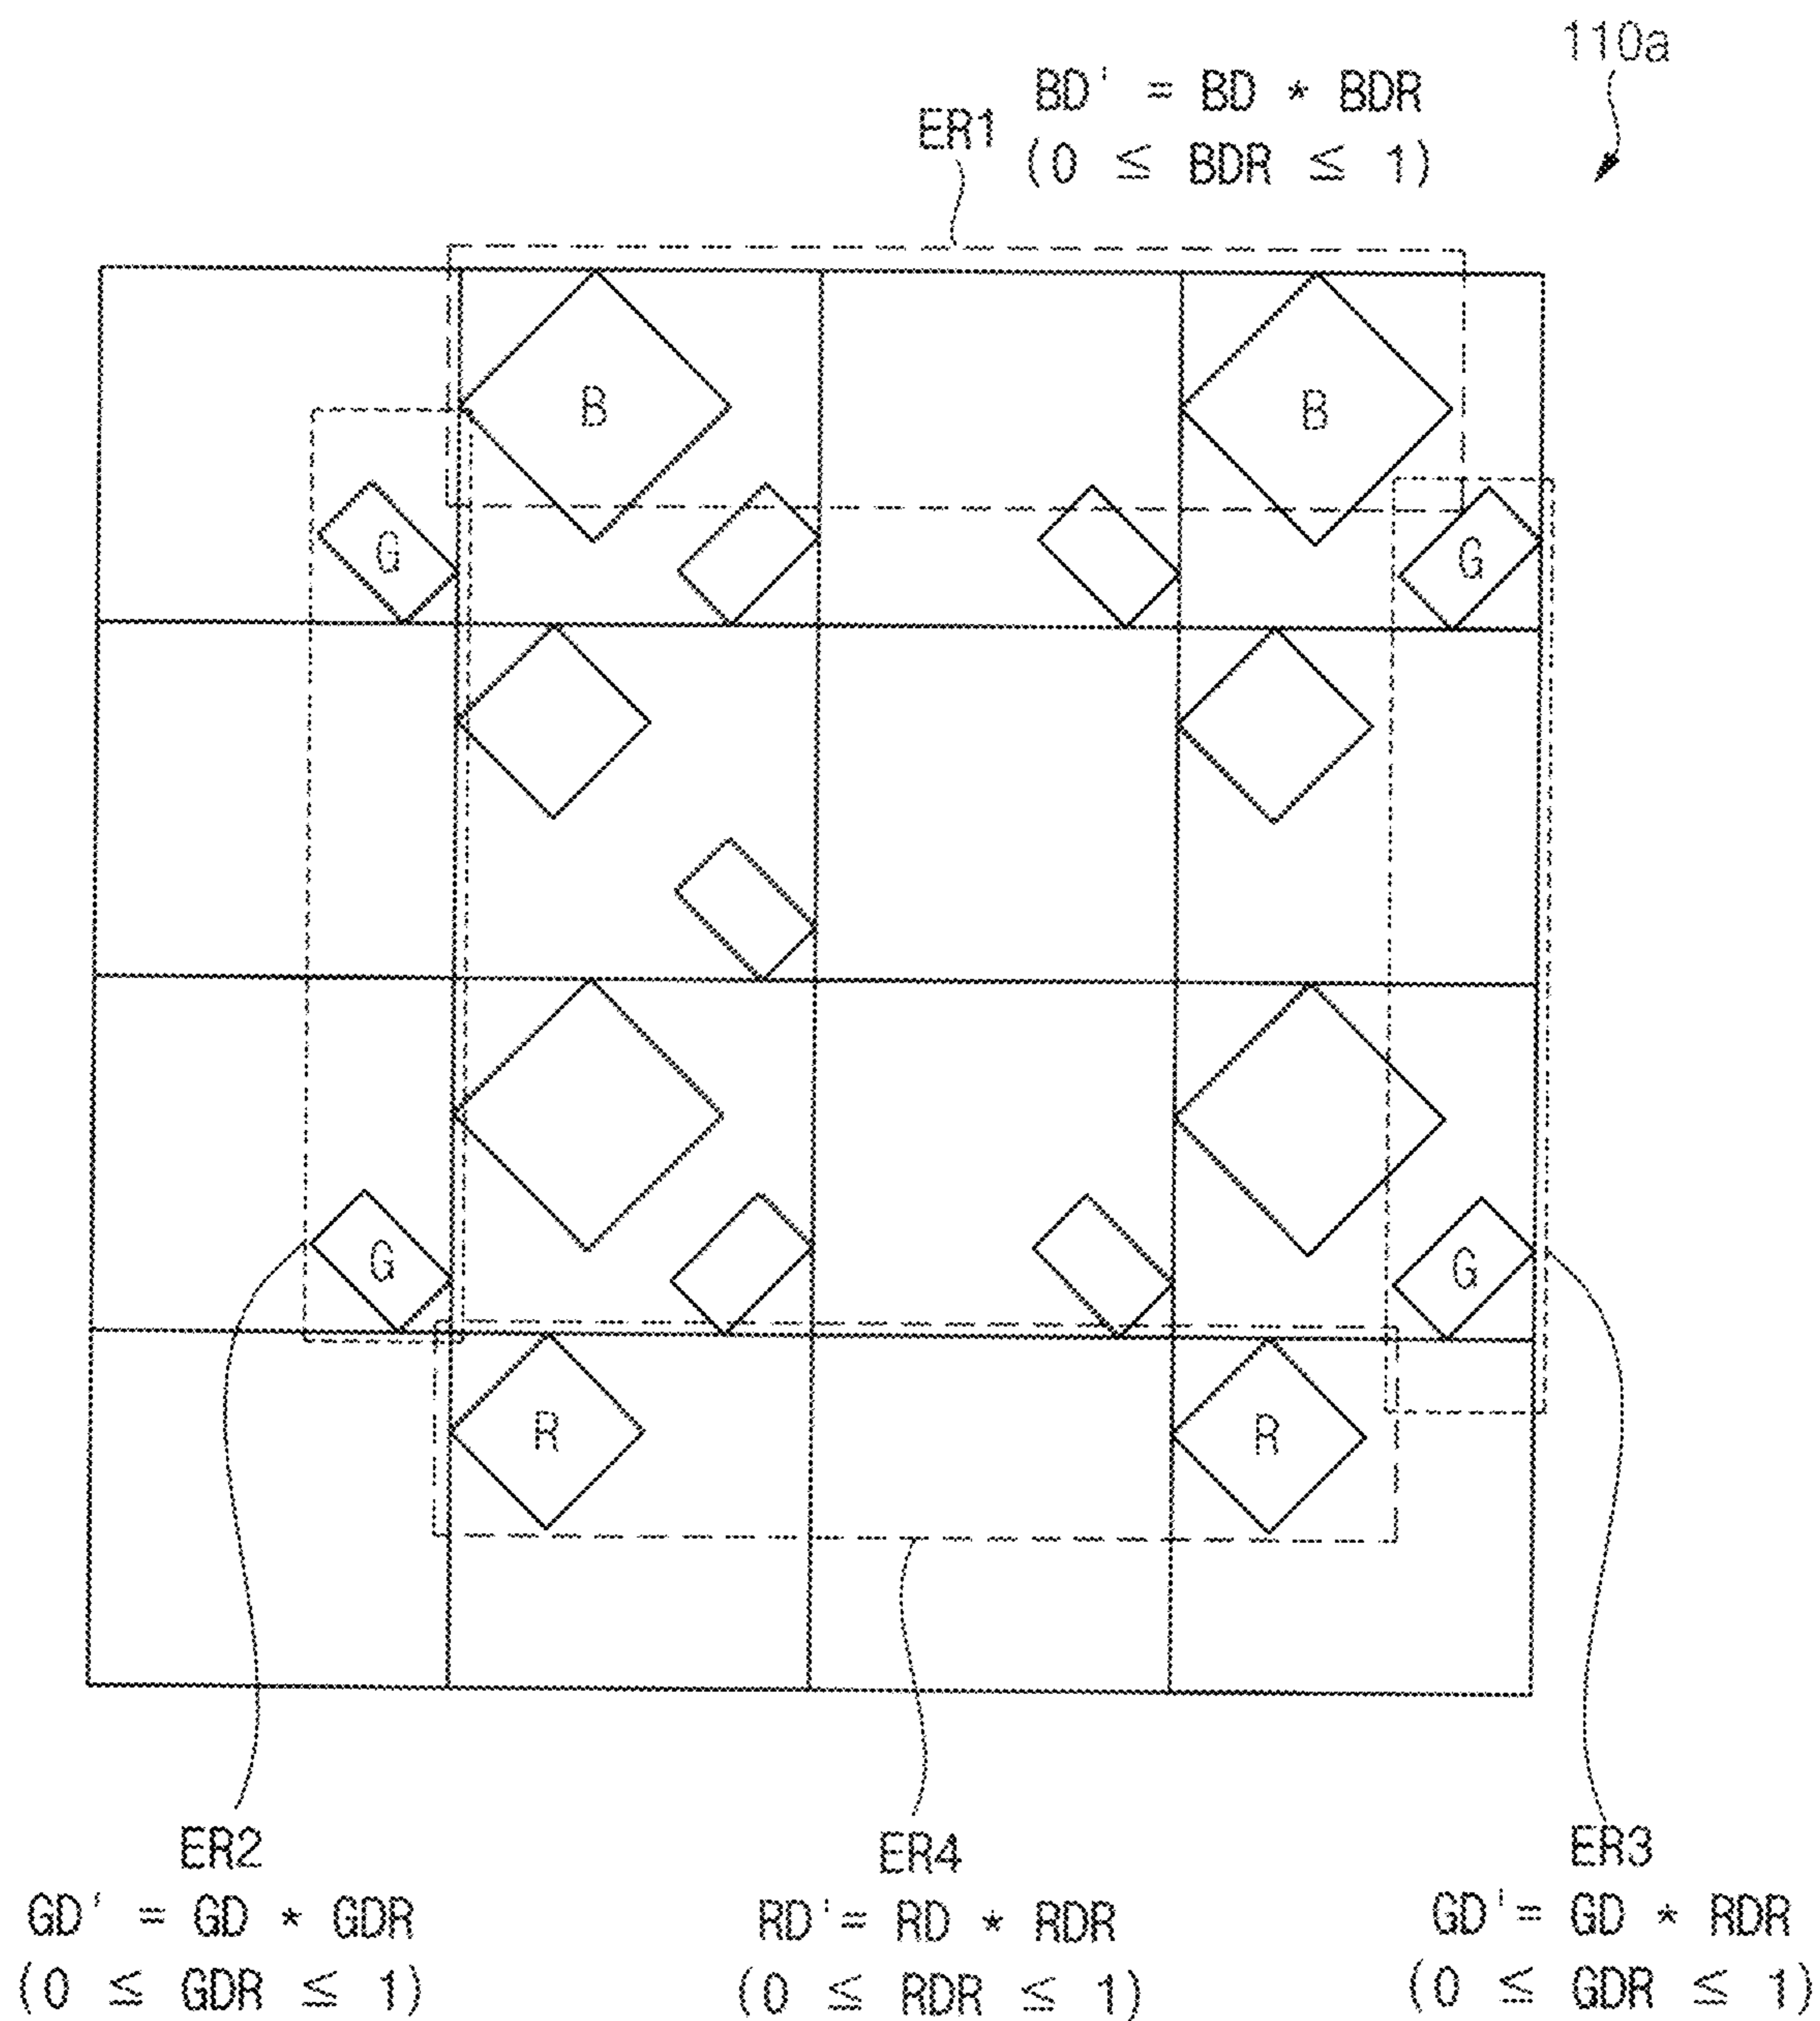 110a
ER1
BD' = BD * BDR
(0 ≦ BDR ≦ 1)
B
B
G
G
G
G
R
R
ER2
GD' = GD * GDR
(0 ≦ GDR ≦ 1)
ER4
RD' = RD * RDR
(0 ≦ RDR ≦ 1)
ER3
GD' = GD * RDR
(0 ≦ GDR ≦ 1)